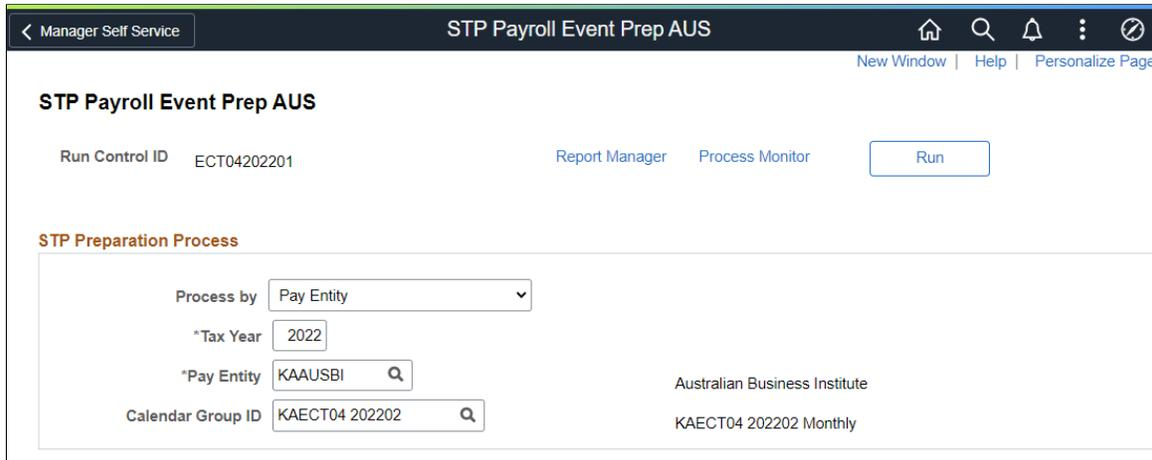 Manager Self Service STP Payroll Event Prep AUS
New Window | Help | Personalize Page
STP Payroll Event Prep AUS
Run Control ID ECT04202201 Report Manager Process Monitor Run
STP Preparation Process
Process by Pay Entity
*Tax Year 2022
*Pay Entity KAAUSBI Australian Business Institute
Calendar Group ID KAECT04 202202 KAECT04 202202 Monthly